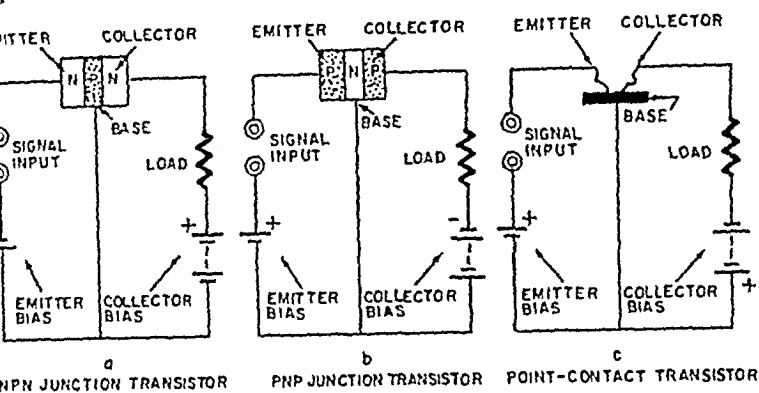 ITTER
COLLECTOR
N P N
BASE
SIGNAL
INPUT
LOAD
+
EMITTER
BIAS
COLLECTOR
BIAS
a
NPN JUNCTION TRANSISTOR
EMITTER
COLLECTOR
P N P
BASE
SIGNAL
INPUT
LOAD
+
-
EMITTER
BIAS
COLLECTOR
BIAS
b
PNP JUNCTION TRANSISTOR
EMITTER
COLLECTOR
BASE
SIGNAL
INPUT
LOAD
+
+
EMITTER
BIAS
COLLECTOR
BIAS
c
POINT-CONTACT TRANSISTOR